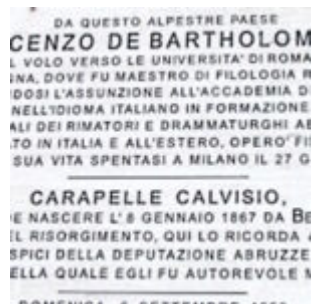 DA QUESTO ALPESTRE PAESE
CENZO DE BARTHOLOM
L VOLO VERSO LE UNIVERSITA' DI ROMA
NA, DOVE FU MAESTRO DI FILOLOGIA R
DOSI L'ASSUNZIONE ALL'ACCADEMIA D
NELL'IDIOMA ITALIANO IN FORMAZIONE
ALI DEI RIMATORI E DRAMMATURGHI AB
TO IN ITALIA E ALL'ESTERO, OPERO' FI
SUA VITA SPENTASI A MILANO IL 27 G
CARAPELLE CALVISIO,
E NASCERE L'8 GENNAIO 1867 DA BE
L RISORGIMENTO, QUI LO RICORDA A
SPICI DELLA DEPUTAZIONE ABRUZZE
ELLA QUALE EGLI FU AUTOREVOLE M